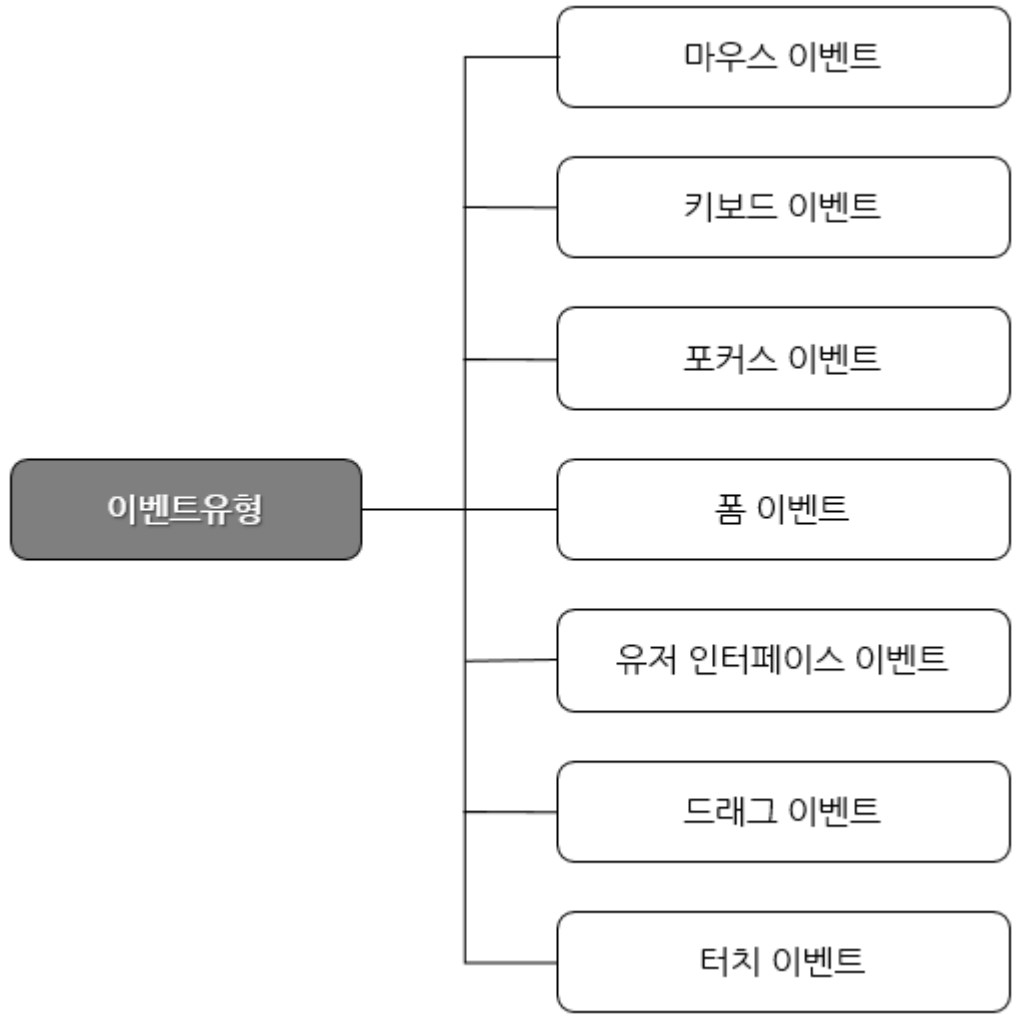 마우스 이벤트
키보드 이벤트
포커스 이벤트
이벤트유형
폼 이벤트
유저 인터페이스 이벤트
드래그 이벤트
터치 이벤트